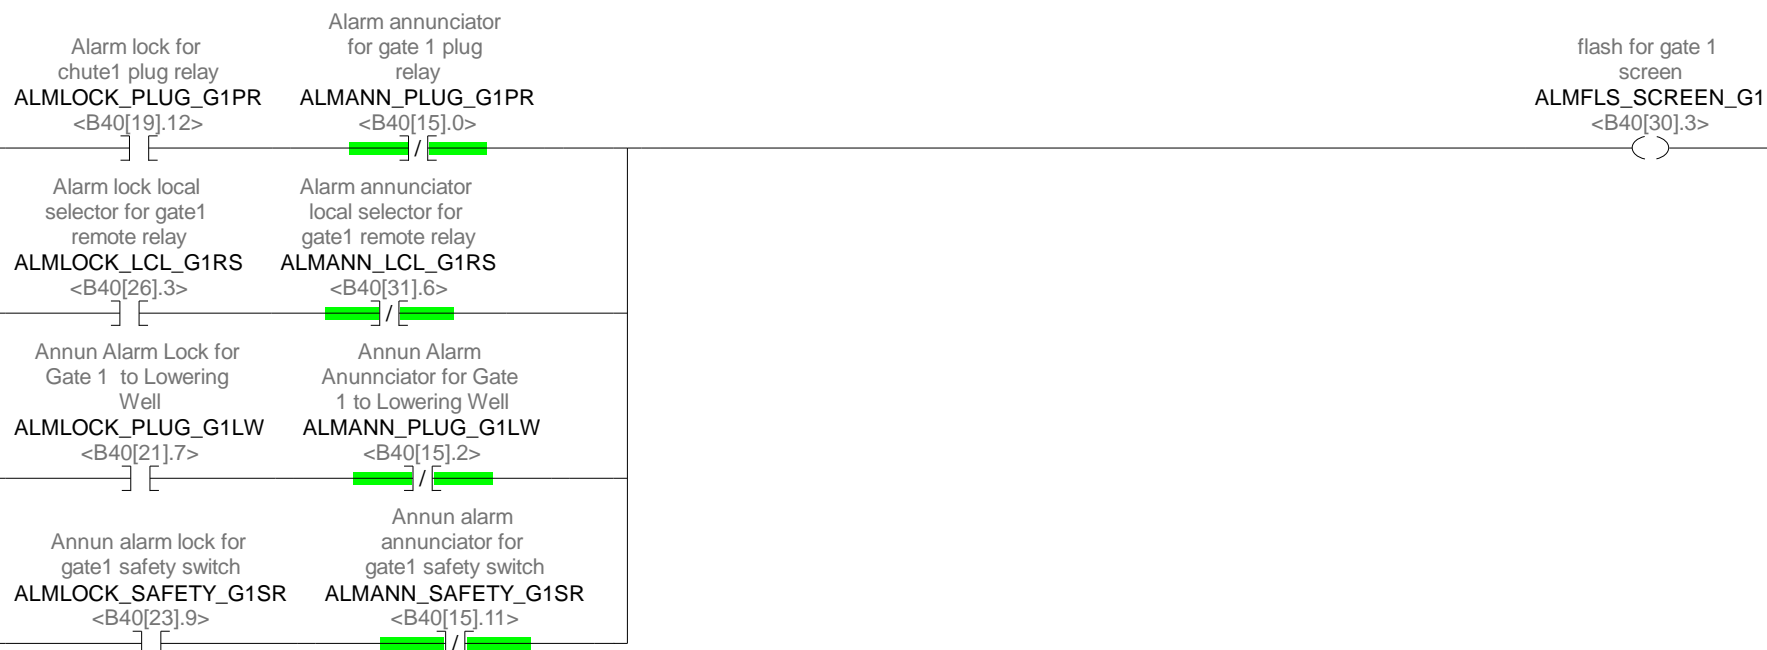 Alarm lock for
chute1 plug relay
ALMLOCK_PLUG_G1PR
<B40[19].12>
Alarm annunciator
for gate 1 plug
relay
ALMANN_PLUG_G1PR
<B40[15].0>
/
flash for gate 1
screen
ALMFLS_SCREEN_G1
<B40[30].3>
Alarm lock local
selector for gate1
remote relay
ALMLOCK_LCL_G1RS
<B40[26].3>
Alarm annunciator
local selector for
gate1 remote relay
ALMANN_LCL_G1RS
<B40[31].6>
/
Annun Alarm Lock for
Gate 1 to Lowering
Well
ALMLOCK_PLUG_G1LW
<B40[21].7>
Annun Alarm
Anunnciator for Gate
1 to Lowering Well
ALMANN_PLUG_G1LW
<B40[15].2>
/
Annun alarm lock for
gate1 safety switch
ALMLOCK_SAFETY_G1SR
<B40[23].9>
Annun alarm
annunciator for
gate1 safety switch
ALMANN_SAFETY_G1SR
<B40[15].11>
/